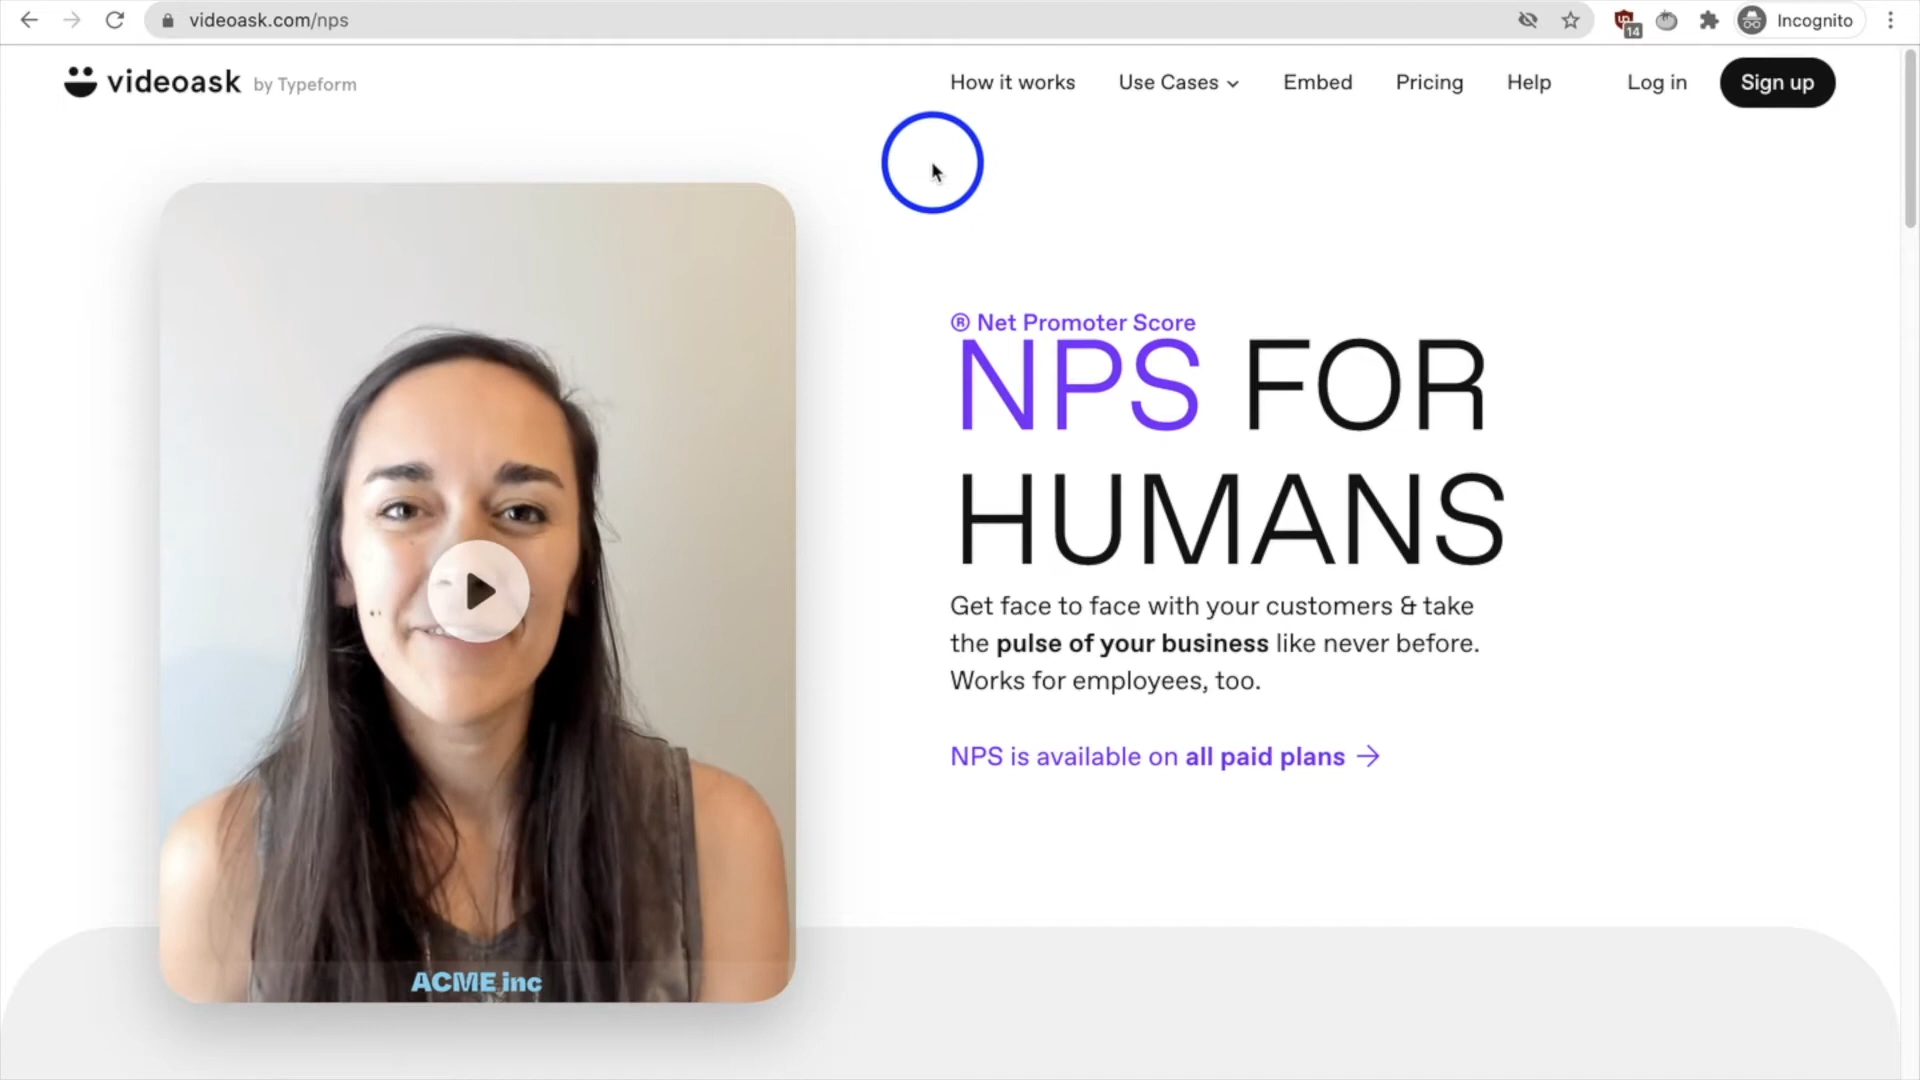 videoask.com/nps
14
Incognito
videoask by Typeform
How it works
Use Cases
Embed
Pricing
Help
Log in
Sign up
® Net Promoter Score
NPS FOR
HUMANS
Get face to face with your customers & take
the pulse of your business like never before.
Works for employees, too.
NPS is available on all paid plans →
ACME inc